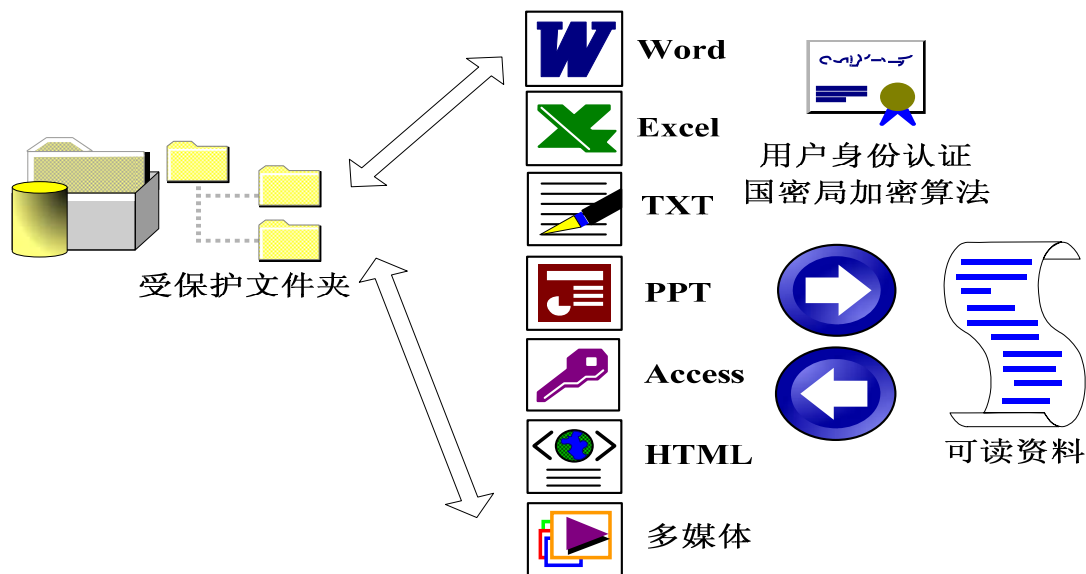 Word
Excel
TXT
PPT
Access
HTML
多媒体
受保护文件夹
用户身份认证
国密局加密算法
可读资料